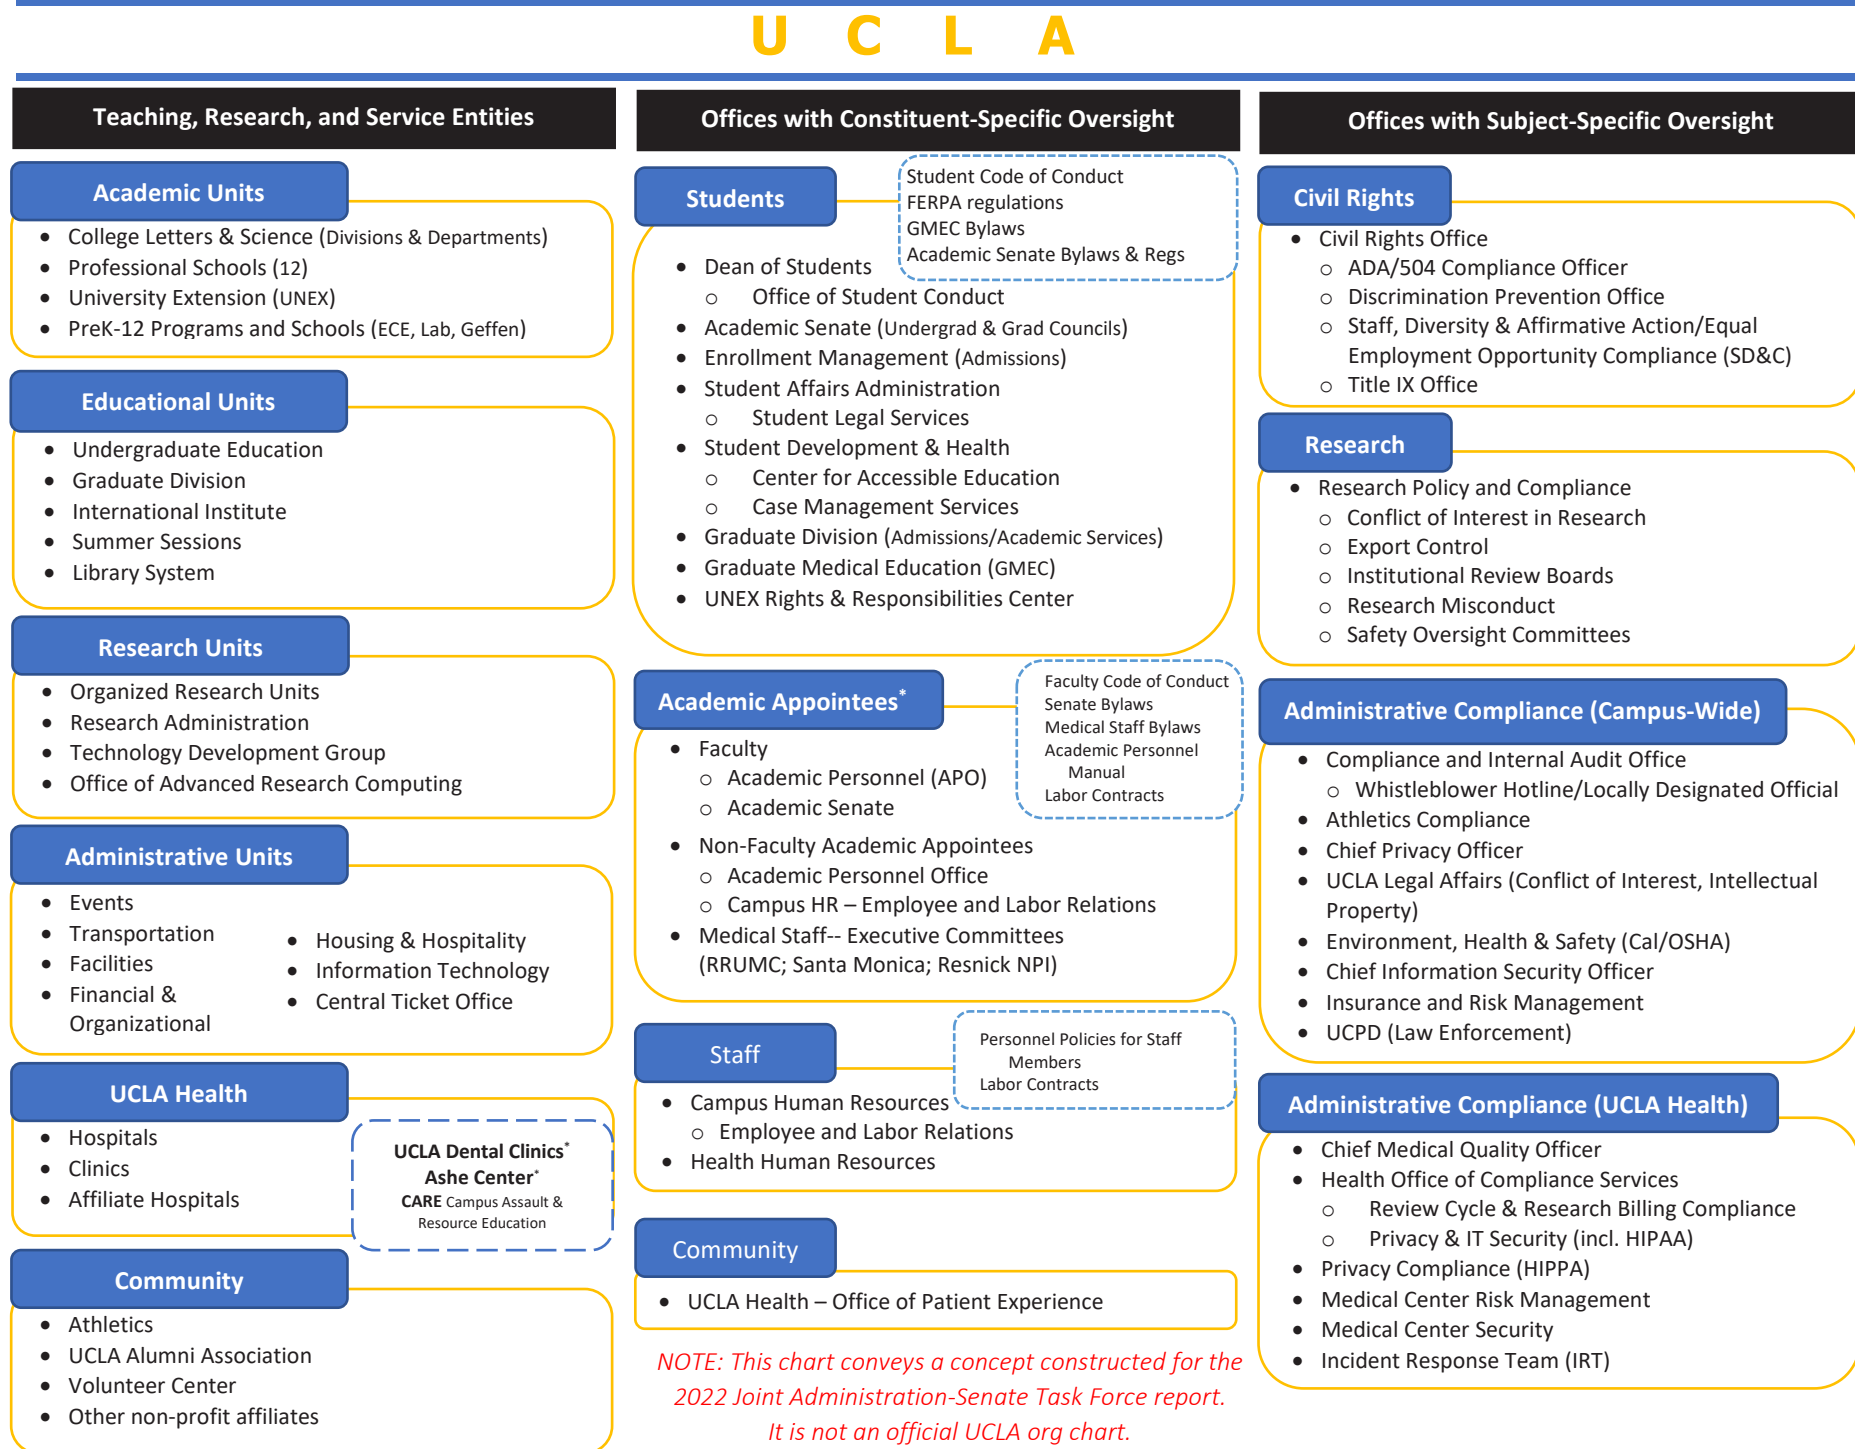 U C L A
Teaching, Research, and Service Entities
Academic Units
• College Letters & Science (Divisions & Departments)
• Professional Schools (12)
• University Extension (UNEX)
• PreK-12 Programs and Schools (ECE, Lab, Geffen)
Educational Units
• Undergraduate Education
• Graduate Division
• International Institute
• Summer Sessions
• Library System
Research Units
• Organized Research Units
• Research Administration
• Technology Development Group
• Office of Advanced Research Computing
Administrative Units
• Events
• Transportation
• Facilities
• Financial &
Organizational
• Housing & Hospitality
• Information Technology
• Central Ticket Office
UCLA Health
• Hospitals
• Clinics
• Affiliate Hospitals
UCLA Dental Clinics*
Ashe Center*
CARE Campus Assault &
Resource Education
Community
• Athletics
• UCLA Alumni Association
• Volunteer Center
• Other non-profit affiliates
Offices with Constituent-Specific Oversight
Students
Student Code of Conduct
FERPA regulations
GMEC Bylaws
Academic Senate Bylaws & Regs
• Dean of Students
o Office of Student Conduct
• Academic Senate (Undergrad & Grad Councils)
• Enrollment Management (Admissions)
• Student Affairs Administration
o Student Legal Services
• Student Development & Health
o Center for Accessible Education
o Case Management Services
• Graduate Division (Admissions/Academic Services)
• Graduate Medical Education (GMEC)
• UNEX Rights & Responsibilities Center
Academic Appointees*
Faculty Code of Conduct
Senate Bylaws
Medical Staff Bylaws
Academic Personnel
Manual
Labor Contracts
• Faculty
o Academic Personnel (APO)
o Academic Senate
• Non-Faculty Academic Appointees
o Academic Personnel Office
o Campus HR – Employee and Labor Relations
• Medical Staff-- Executive Committees
(RRUMC; Santa Monica; Resnick NPI)
Staff
Personnel Policies for Staff
Members
Labor Contracts
• Campus Human Resources
o Employee and Labor Relations
• Health Human Resources
Community
• UCLA Health – Office of Patient Experience
NOTE: This chart conveys a concept constructed for the
2022 Joint Administration-Senate Task Force report.
It is not an official UCLA org chart.
Offices with Subject-Specific Oversight
Civil Rights
• Civil Rights Office
o ADA/504 Compliance Officer
o Discrimination Prevention Office
o Staff, Diversity & Affirmative Action/Equal
Employment Opportunity Compliance (SD&C)
o Title IX Office
Research
• Research Policy and Compliance
o Conflict of Interest in Research
o Export Control
o Institutional Review Boards
o Research Misconduct
o Safety Oversight Committees
Administrative Compliance (Campus-Wide)
• Compliance and Internal Audit Office
o Whistleblower Hotline/Locally Designated Official
• Athletics Compliance
• Chief Privacy Officer
• UCLA Legal Affairs (Conflict of Interest, Intellectual
Property)
• Environment, Health & Safety (Cal/OSHA)
• Chief Information Security Officer
• Insurance and Risk Management
• UCPD (Law Enforcement)
Administrative Compliance (UCLA Health)
• Chief Medical Quality Officer
• Health Office of Compliance Services
o Review Cycle & Research Billing Compliance
o Privacy & IT Security (incl. HIPAA)
• Privacy Compliance (HIPPA)
• Medical Center Risk Management
• Medical Center Security
• Incident Response Team (IRT)